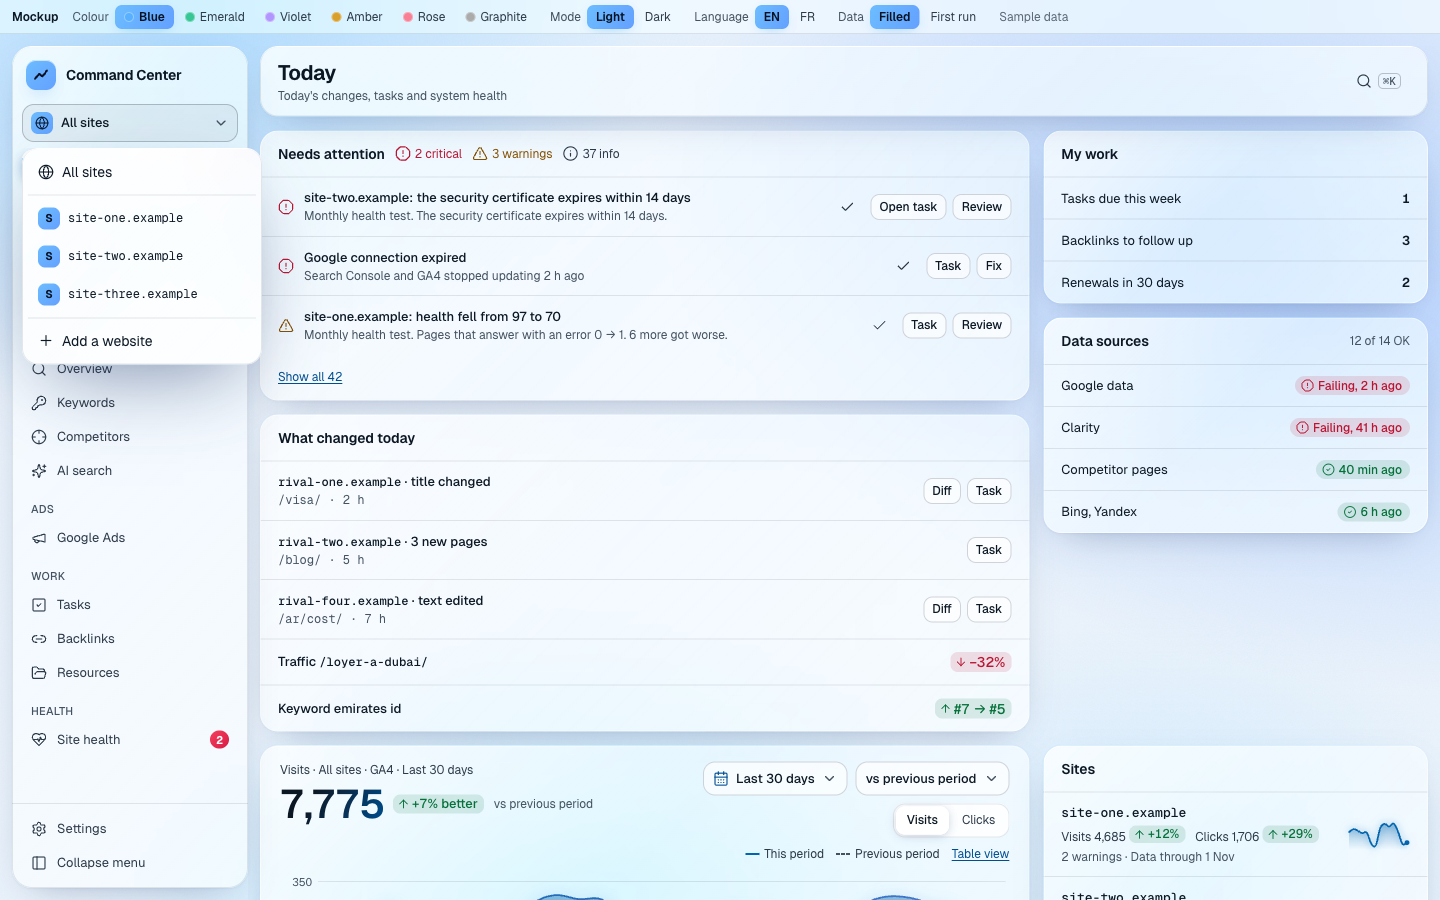 Mockup Colour Blue Emerald Violet Amber Rose Graphite Mode Light Dark Language EN FR Data Filled First run Sample data
Command Center
All sites
All sites
S site-one.example
S site-two.example
S site-three.example
Add a website
Overview
Keywords
Competitors
AI search
ADS
Google Ads
WORK
Tasks
Backlinks
Resources
HEALTH
Site health 2
Settings
Collapse menu
Today
Today's changes, tasks and system health
⌘K
Needs attention 2 critical 3 warnings 37 info
site-two.example: the security certificate expires within 14 days
Monthly health test. The security certificate expires within 14 days.
Open task Review
Google connection expired
Search Console and GA4 stopped updating 2 h ago
Task Fix
site-one.example: health fell from 97 to 70
Monthly health test. Pages that answer with an error 0 → 1. 6 more got worse.
Task Review
Show all 42
What changed today
rival-one.example · title changed
/visa/ · 2 h
Diff Task
rival-two.example · 3 new pages
/blog/ · 5 h
Task
rival-four.example · text edited
/ar/cost/ · 7 h
Diff Task
Traffic /loyer-a-dubai/ ↓ −32%
Keyword emirates id ↑ #7 → #5
Visits · All sites · GA4 · Last 30 days
7,775 ↑ +7% better vs previous period
Last 30 days vs previous period
Visits Clicks
This period Previous period Table view
350
My work
Tasks due this week 1
Backlinks to follow up 3
Renewals in 30 days 2
Data sources 12 of 14 OK
Google data Failing, 2 h ago
Clarity Failing, 41 h ago
Competitor pages 40 min ago
Bing, Yandex 6 h ago
Sites
site-one.example
Visits 4,685 ↑ +12% Clicks 1,706 ↑ +29%
2 warnings · Data through 1 Nov
site-two.example